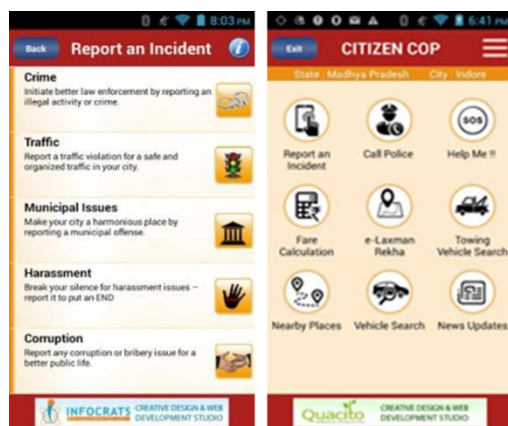 8:03 PM
Back
Report an Incident
i
Crime
Initiate better law enforcement by reporting an
illegal activity or crime.
Traffic
Report a traffic violation for a safe and
organized traffic in your city.
Municipal Issues
Make your city a harmonious place by
reporting a municipal offense.
Harassment
Break your silence for harassment issues –
report it to put an END
Corruption
Report any corruption or bribery issue for a
better public life.
INFOCRATS CREATIVE DESIGN & WEB
DEVELOPMENT STUDIO
6:41 PM
Exit
CITIZEN COP
State : Madhya Pradesh City : Indore
Report an
Incident
Call Police
SOS
Help Me !!
Fare
Calculation
e-Laxman
Rekha
Towing
Vehicle Search
Nearby Places
Vehicle Search
News Updates
Quacito CREATIVE DESIGN & WEB
DEVELOPMENT STUDIO